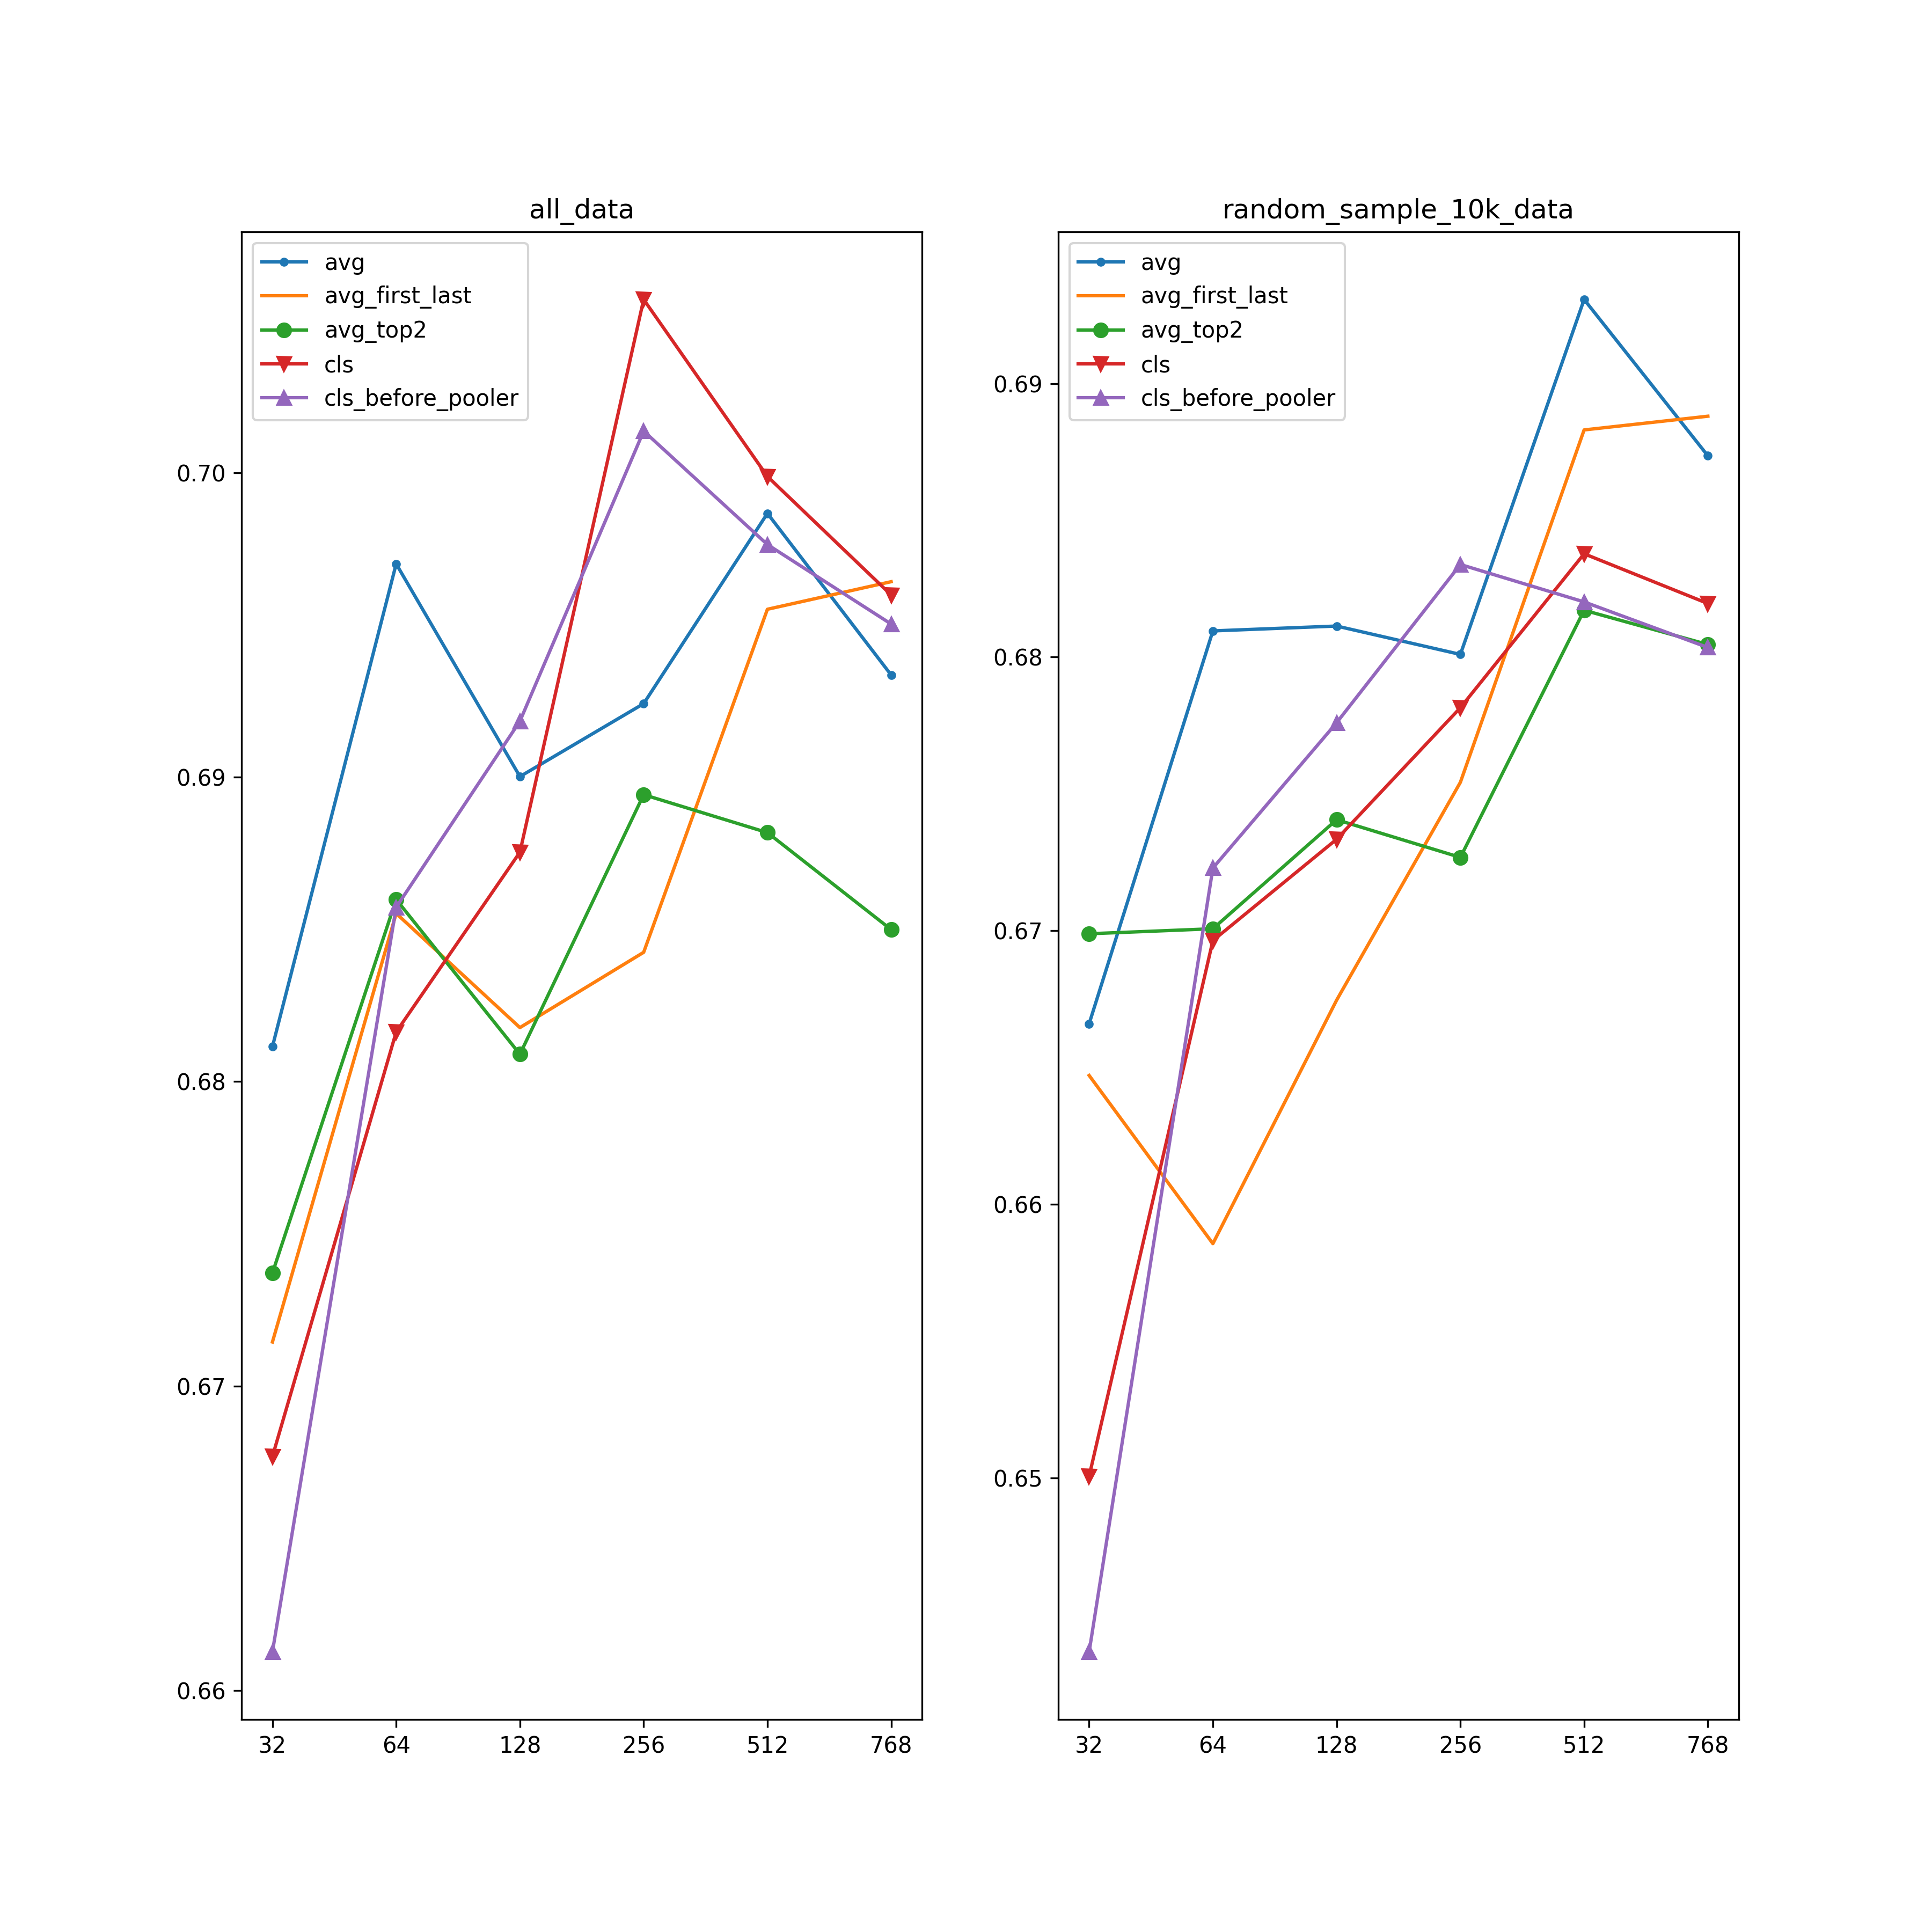 all_data
avg
avg_first_last
avg_top2
cls
cls_before_pooler
0.70
0.69
0.68
0.67
0.66
32 64 128 256 512 768
random_sample_10k_data
avg
avg_first_last
avg_top2
cls
cls_before_pooler
0.69
0.68
0.67
0.66
0.65
32 64 128 256 512 768